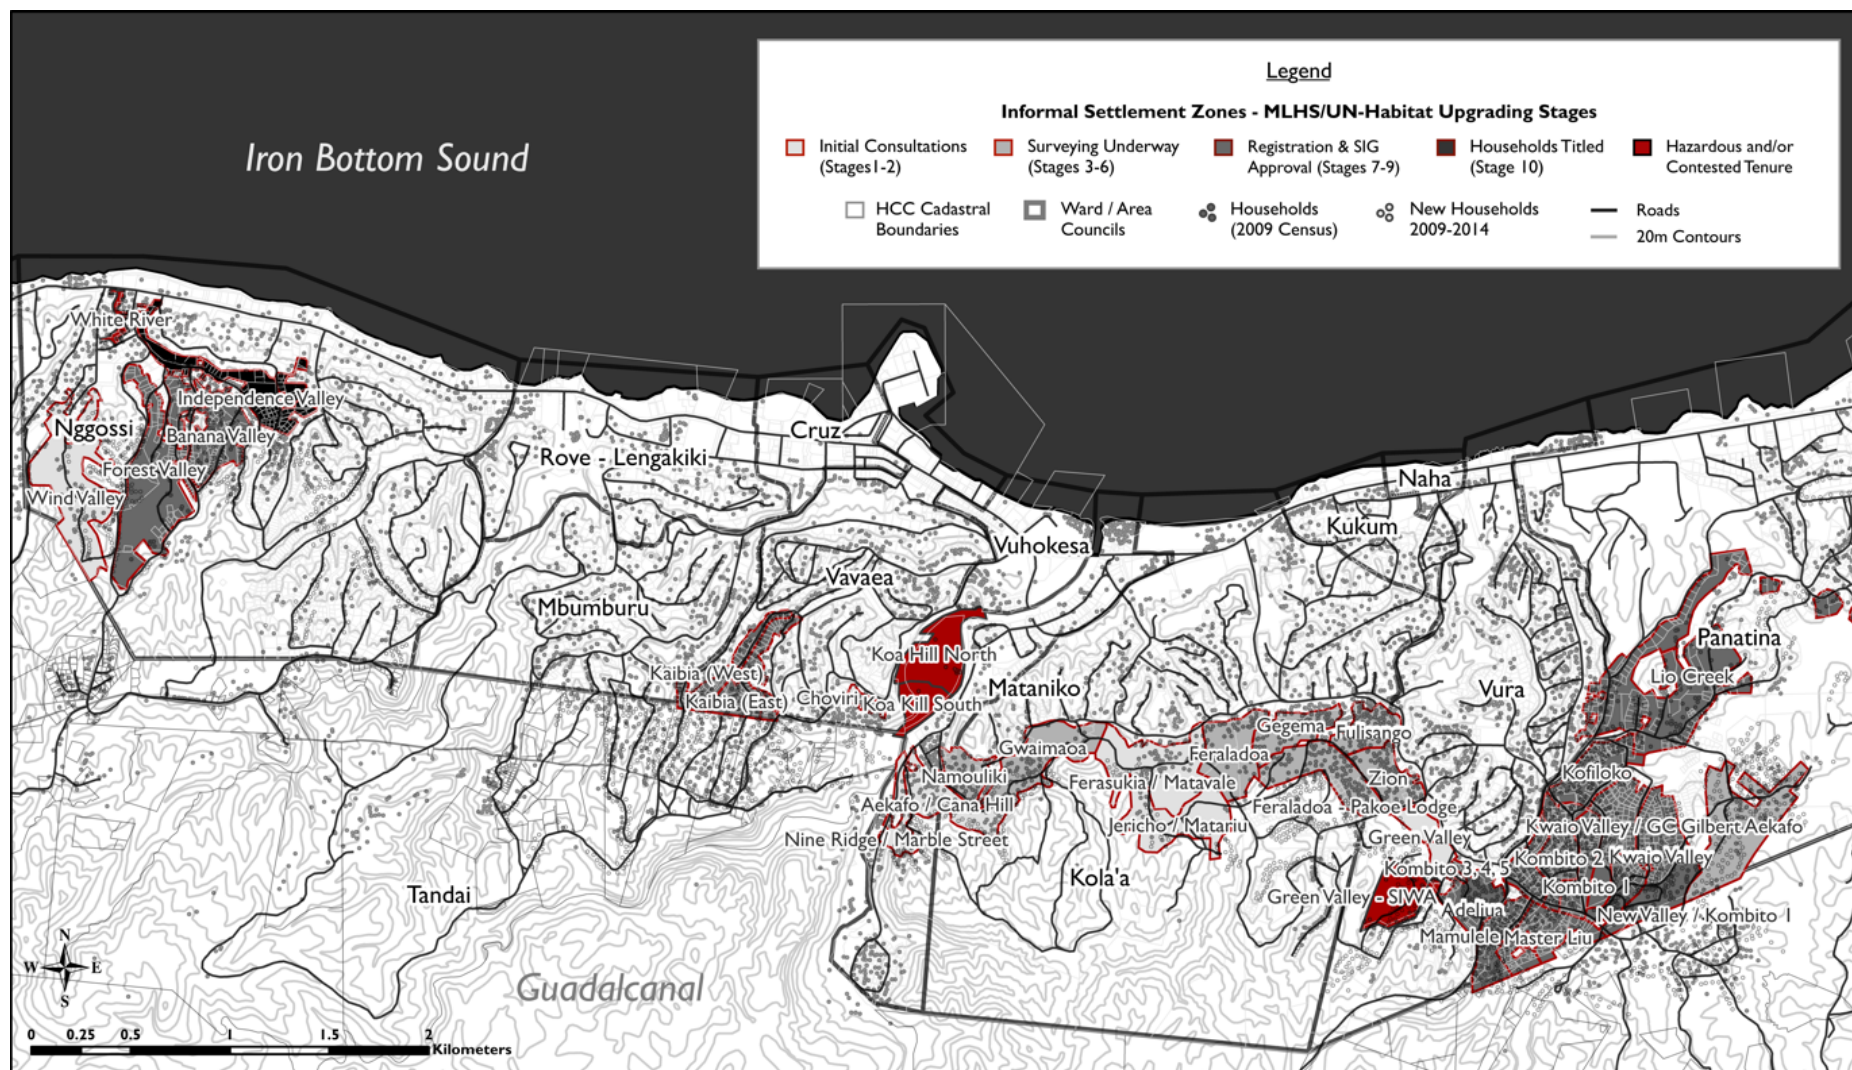 Legend
Informal Settlement Zones - MLHS/UN-Habitat Upgrading Stages
Initial Consultations
(Stages1-2)
Surveying Underway
(Stages 3-6)
Registration & SIG
Approval (Stages 7-9)
Households Titled
(Stage 10)
Hazardous and/or
Contested Tenure
HCC Cadastral
Boundaries
Ward / Area
Councils
Households
(2009 Census)
New Households
2009-2014
Roads
20m Contours
Iron Bottom Sound
White River
Independence Valley
Nggossi
Banana Valley
Forest Valley
Wind Valley
Cruz
Rove - Lengakiki
Naha
Kukum
Vuhokesa
Vavaea
Mbumburu
Panatina
Koa Hill North
Kaibia (West)
Lio Creek
Mataniko
Vura
Kaibia (East)
Choviri
Koa Kill South
Gegema
Fulisango
Gwaimaoa
Feraladoa
Namouliki
Ferasukia / Matavale
Zion
Kofiloko
Aekafo / Cana Hill
Feraladoa - Pakoe Lodge
Jericho / Matariu
Kwaio Valley / GC Gilbert Aekafo
Nine Ridge / Marble Street
Green Valley
Kombito 2
Kwaio Valley
Kombito 3, 4, 5
Kola'a
Kombito 1
Tandai
Green Valley - SIWA
Adeliua
New Valley / Kombito 1
Mamulele
Master Liu
Guadalcanal
N
W
E
S
0 0.25 0.5 1 1.5 2
Kilometers